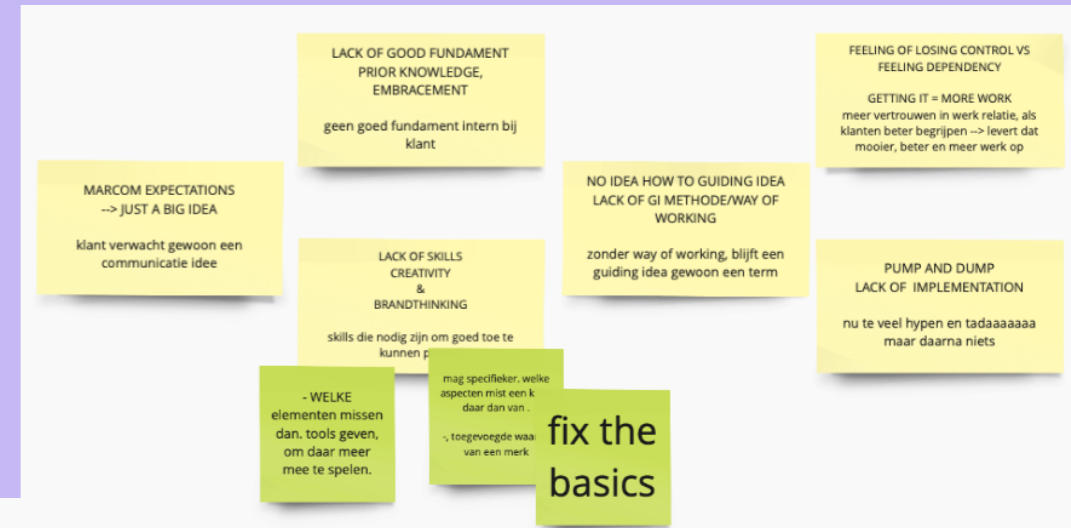 MARCOM EXPECTATIONS
--> JUST A BIG IDEA
klant verwacht gewoon een
communicatie idee
LACK OF GOOD FUNDAMENT
PRIOR KNOWLEDGE,
EMBRACEMENT
geen goed fundament intern bij
klant
LACK OF SKILLS
CREATIVITY
&
BRANDTHINKING
skills die nodig zijn om goed toe te
kunnen
- WELKE
elementen missen
dan. tools geven,
om daar meer
mee te spelen.
mag specifieker. welke
aspecten mist een
daar dan van .
-, toegevoegde
van een merk
fix the
basics
NO IDEA HOW TO GUIDING IDEA
LACK OF GI METHODE/WAY OF
WORKING
zonder way of working, blijft een
guiding idea gewoon een term
FEELING OF LOSING CONTROL VS
FEELING DEPENDENCY
GETTING IT = MORE WORK
meer vertrouwen in werk relatie, als
klanten beter begrijpen --> levert dat
mooier, beter en meer werk op
PUMP AND DUMP
LACK OF IMPLEMENTATION
nu te veel hypen en tadaaaaaaa
maar daarna niets